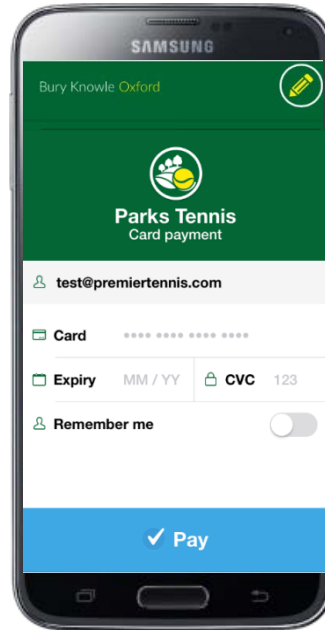 SAMSUNG
Bury Knowle Oxford
Parks Tennis
Card payment
test@premiertennis.com
Card •••• •••• •••• ••••
Expiry MM / YY CVC 123
Remember me
Pay